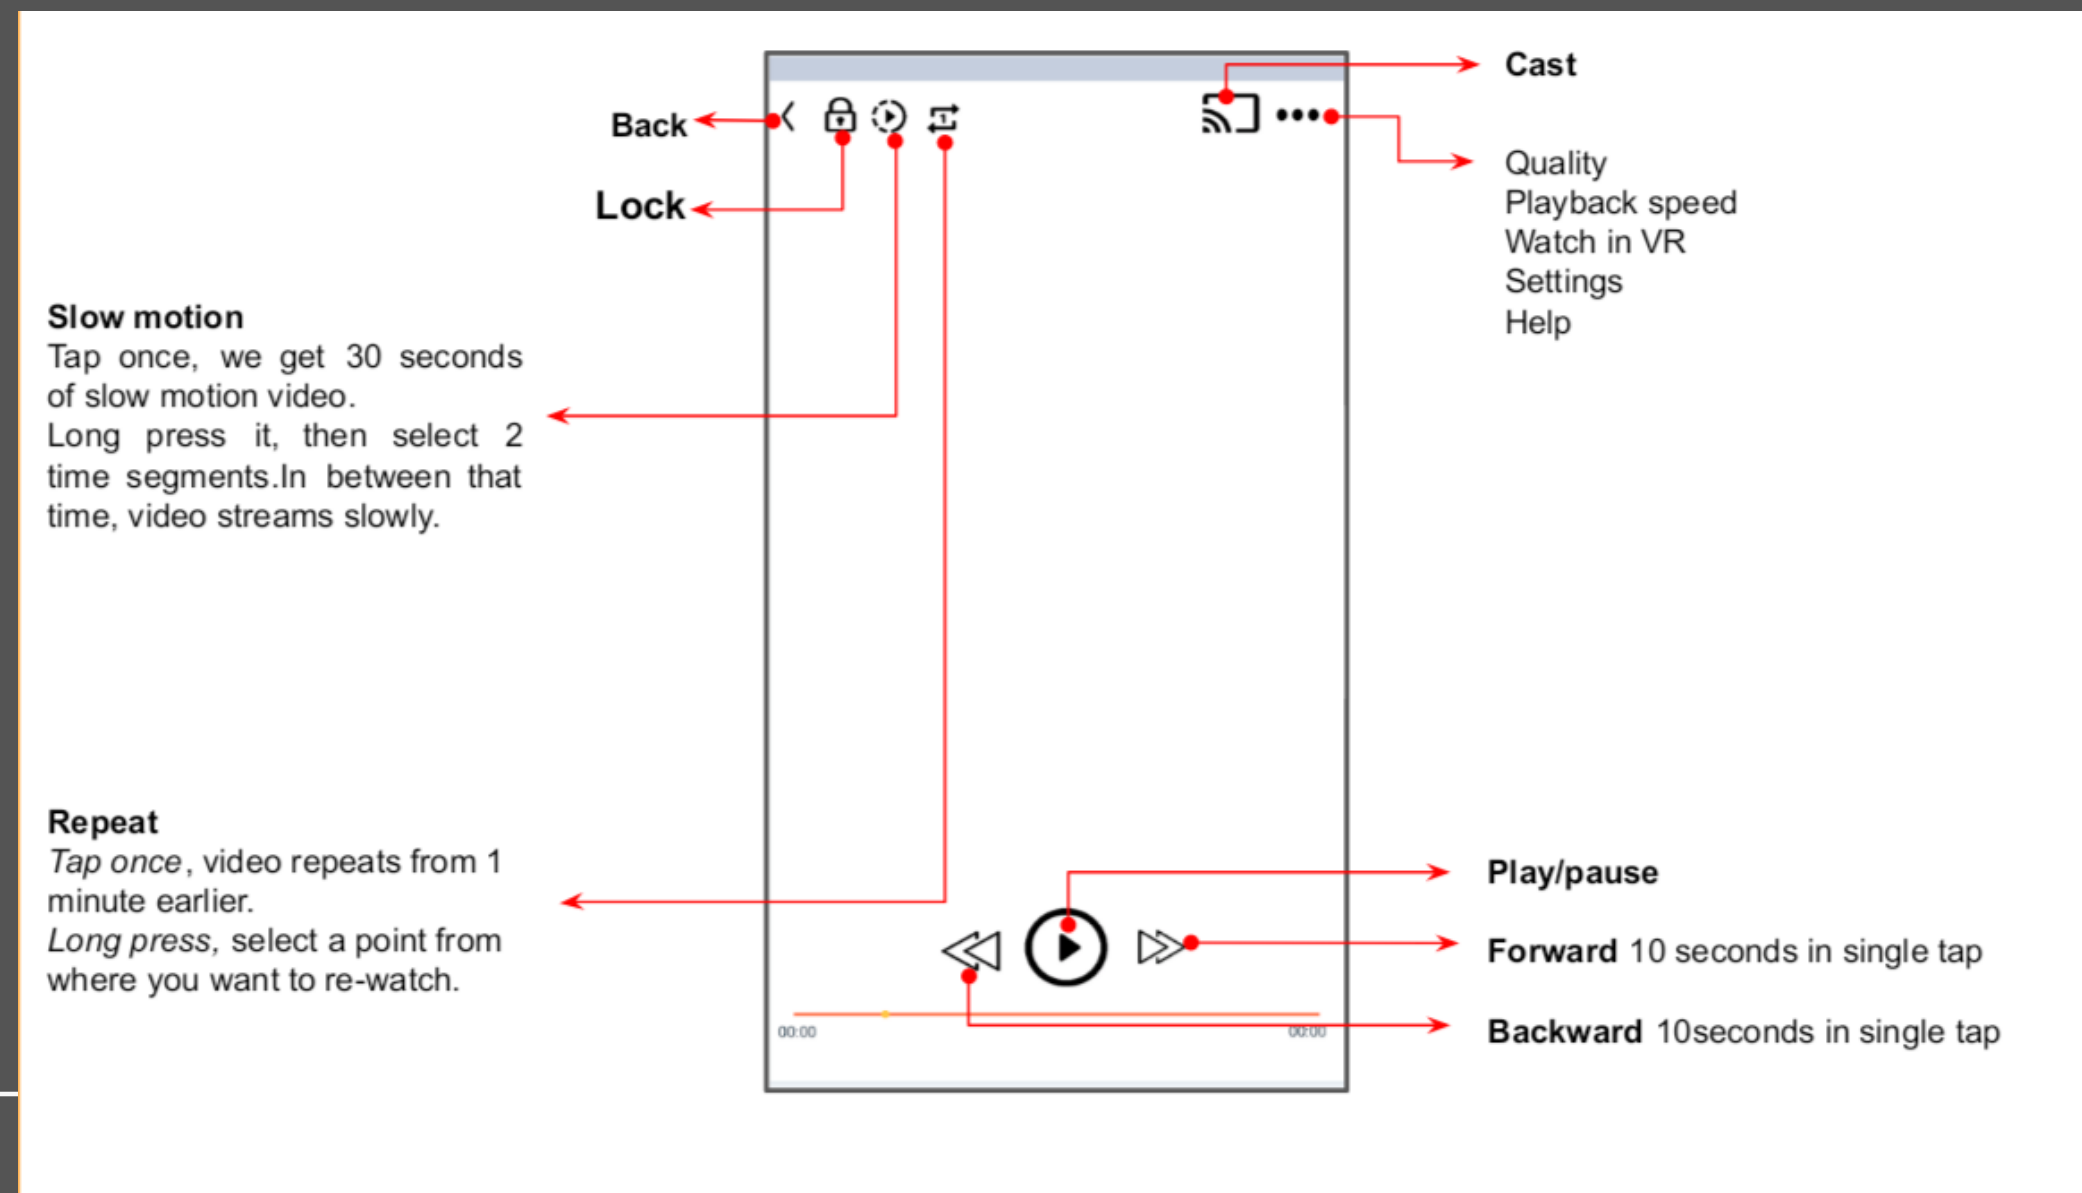 Cast
Back
Lock
Quality
Playback speed
Watch in VR
Settings
Help
Slow motion
Tap once, we get 30 seconds
of slow motion video.
Long press it, then select 2
time segments.In between that
time, video streams slowly.
Repeat
Tap once, video repeats from 1
minute earlier.
Long press, select a point from
where you want to re-watch.
1
Play/pause
Forward 10 seconds in single tap
Backward 10seconds in single tap
00:00
00:00